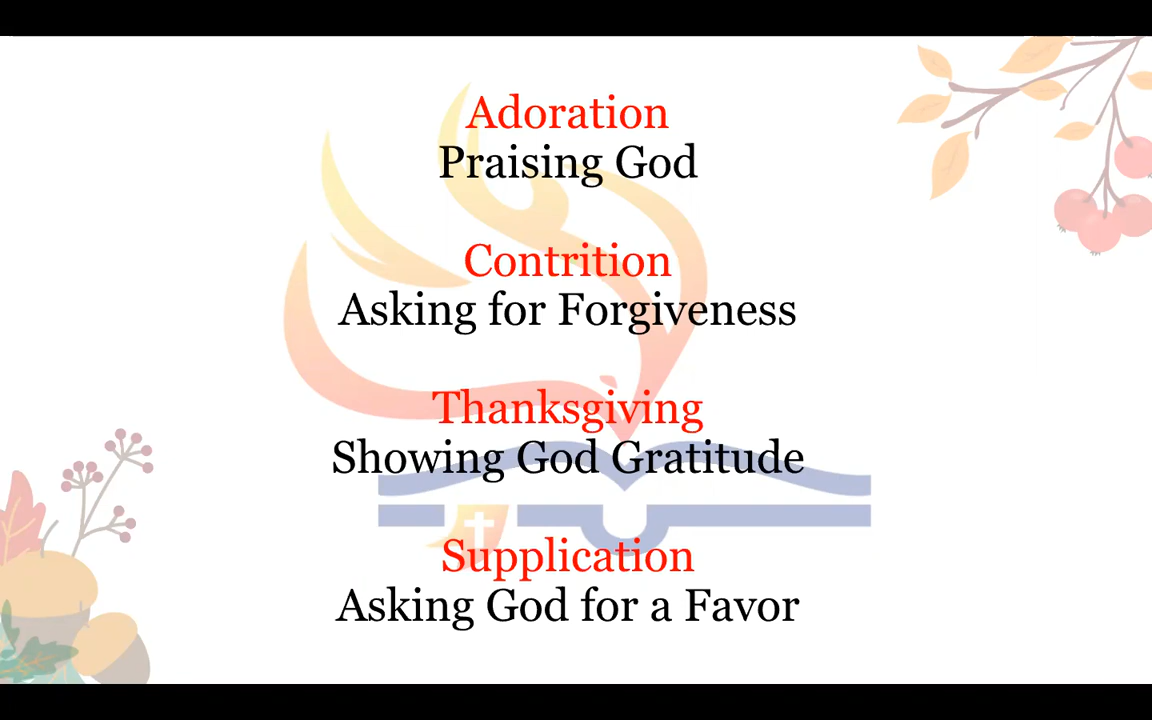 Adoration
Praising God
Contrition
Asking for Forgiveness
Thanksgiving
Showing God Gratitude
Supplication
Asking God for a Favor